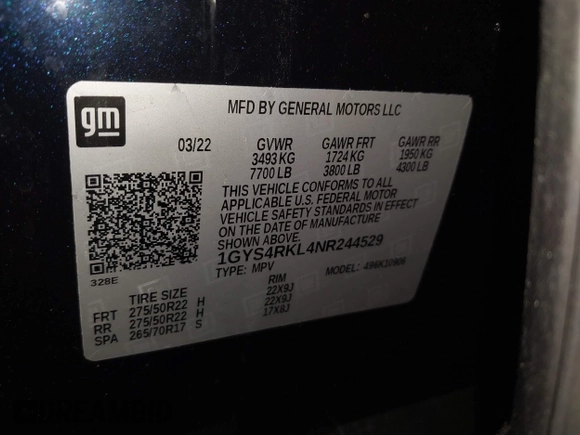 gm
MFD BY GENERAL MOTORS LLC
03/22 GVWR GAWR FRT GAWR RR
3493 KG 1724 KG 1950 KG
7700 LB 3800 LB 4300 LB
THIS VEHICLE CONFORMS TO ALL
APPLICABLE U.S. FEDERAL MOTOR
VEHICLE SAFETY STANDARDS IN EFFECT
ON THE DATE OF MANUFACTURE
SHOWN ABOVE.
1GYS4RKL4NR244529
TYPE: MPV MODEL:
328E
TIRE SIZE RIM
FRT 275/50R22 H 22X9J
RR 275/50R22 H 22X9J
SPA 265/70R17 S 17X8J